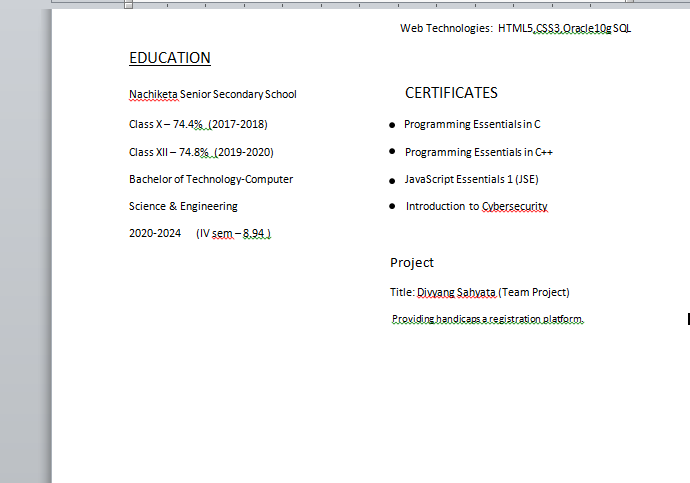 Web Technologies: HTML5,CSS3,Oracle10gSQL
EDUCATION
Nachiketa Senior Secondary School
Class X – 74.4% (2017-2018)
Class XII – 74.8% (2019-2020)
Bachelor of Technology-Computer
Science & Engineering
2020-2024 (IV sem – 8.94 )
CERTIFICATES
● Programming Essentials in C
● Programming Essentials in C++
● JavaScript Essentials 1 (JSE)
● Introduction to Cybersecurity
Project
Title: Divyang Sahyata (Team Project)
Providing handicaps a registration platform.